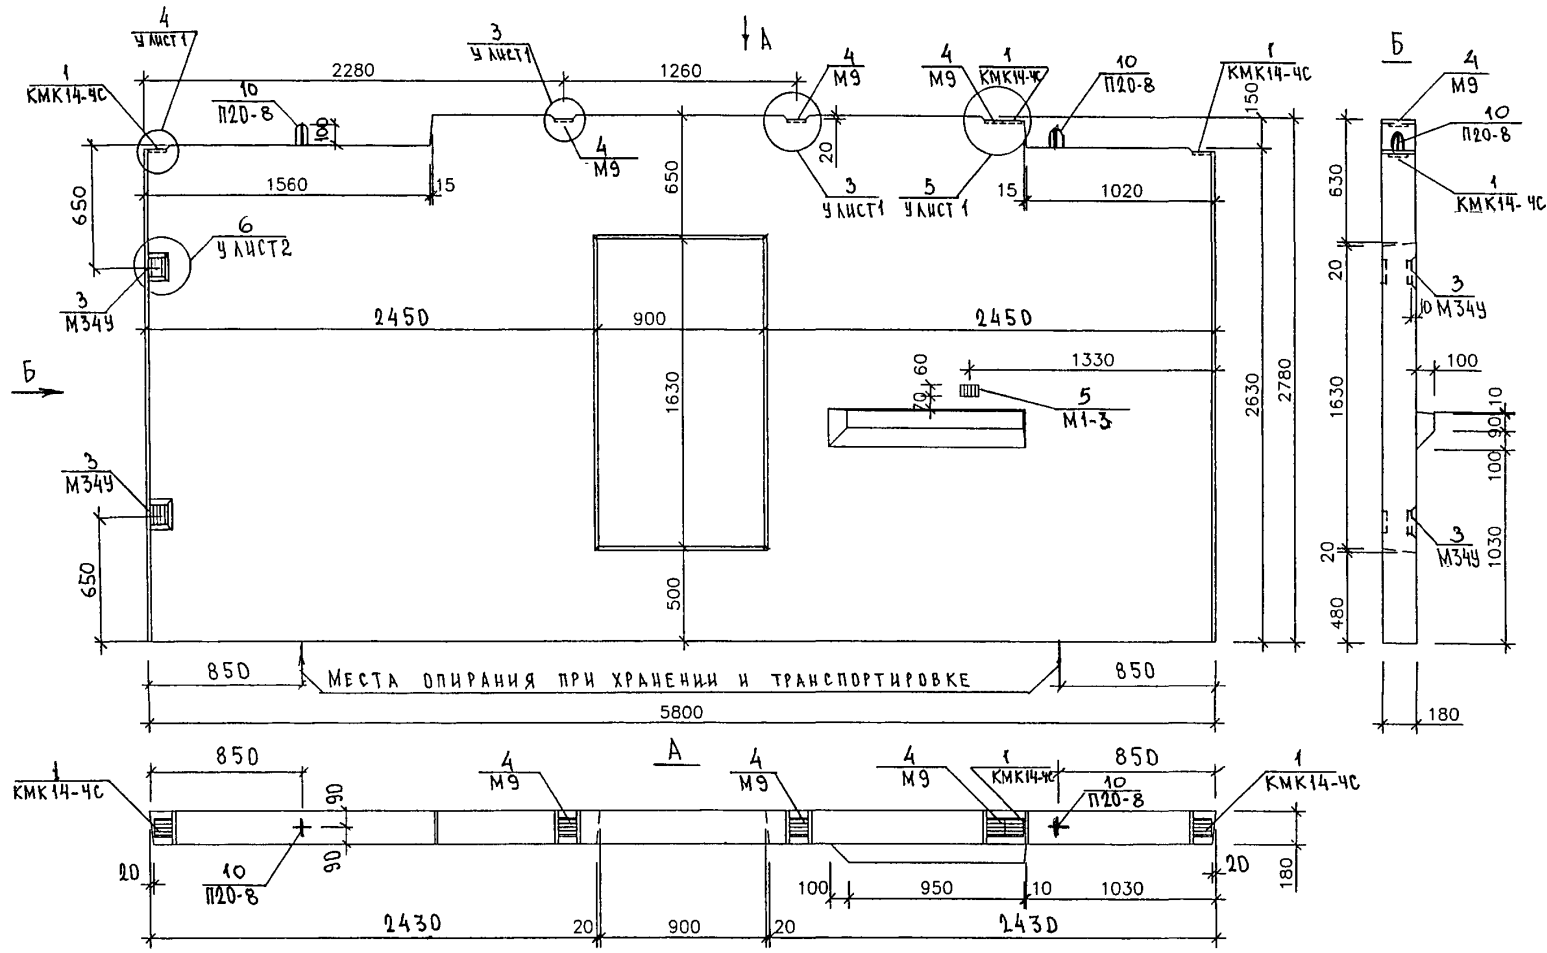 4
У ЛИСТ 1
3
У ЛИСТ 1
А
4
М9
4
М9
1
КМК14-4С
10
П20-8
1
КМК14-4С
Б
4
М9
1
КМК14-4С
10
П20-8
100
2280
1260
150
10
П20-8
4
М9
20
650
1560
15
3
У ЛИСТ 1
5
У ЛИСТ 1
15
1020
630
1
КМК14-4С
650
6
У ЛИСТ 2
3
М34У
20
3
М34У
10
2450
900
2450
Б
60
70
1330
5
М1-3
1630
2630
2780
1630
100
10
90
100
3
М34У
3
М34У
650
500
20
480
1030
850
МЕСТА ОПИРАНИЯ ПРИ ХРАНЕНИИ И ТРАНСПОРТИРОВКЕ
850
5800
180
А
850
1
КМК14-4С
90
90
4
М9
4
М9
4
М9
1
КМК14-4С
10
П20-8
850
1
КМК14-4С
20
10
П20-8
100
950
10
1030
20
180
2430
20
900
20
2430